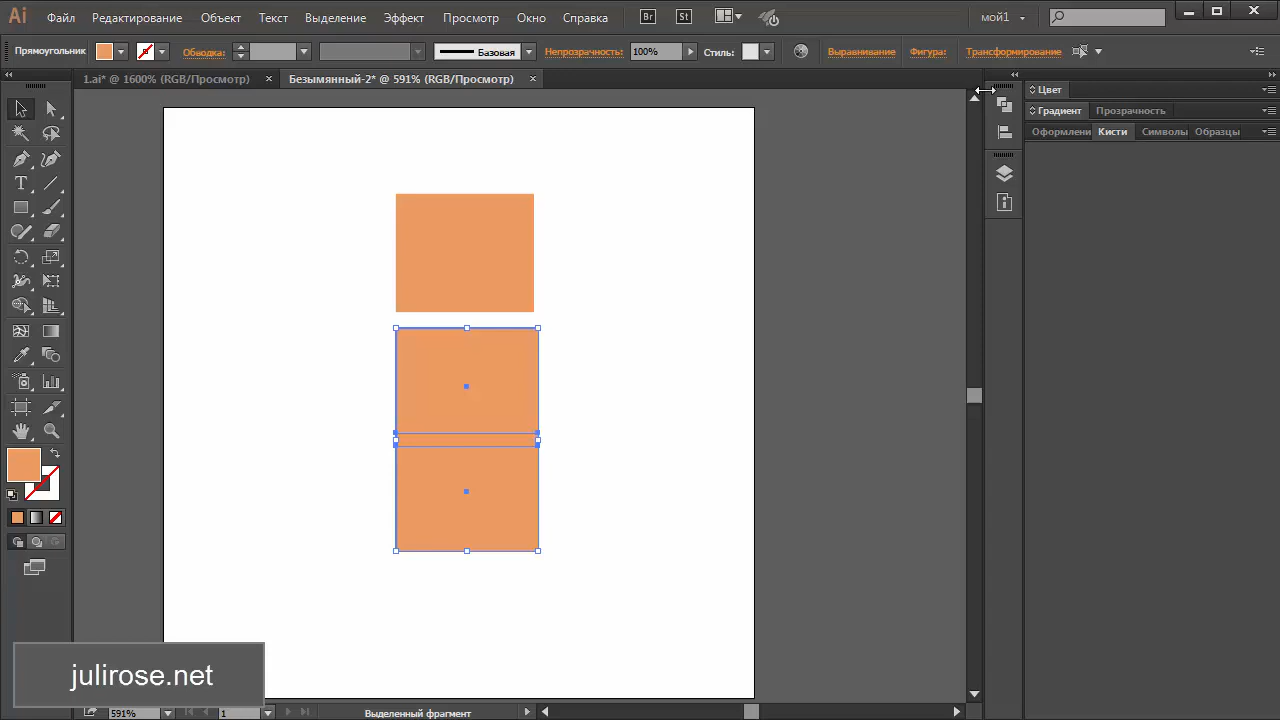 Ai Файл Редактирование Объект Текст Выделение Эффект Просмотр Окно Справка Br St мой1
Прямоугольник Обводка: Базовая Непрозрачность: 100% Стиль: Выравнивание Фигура: Трансформирование
1.ai* @ 1600% (RGB/Просмотр) × Безымянный-2* @ 591% (RGB/Просмотр) ×
Цвет
Градиент Прозрачность
Оформлени Кисти Символы Образцы
T
julirose.net
591% 1 Выделенный фрагмент